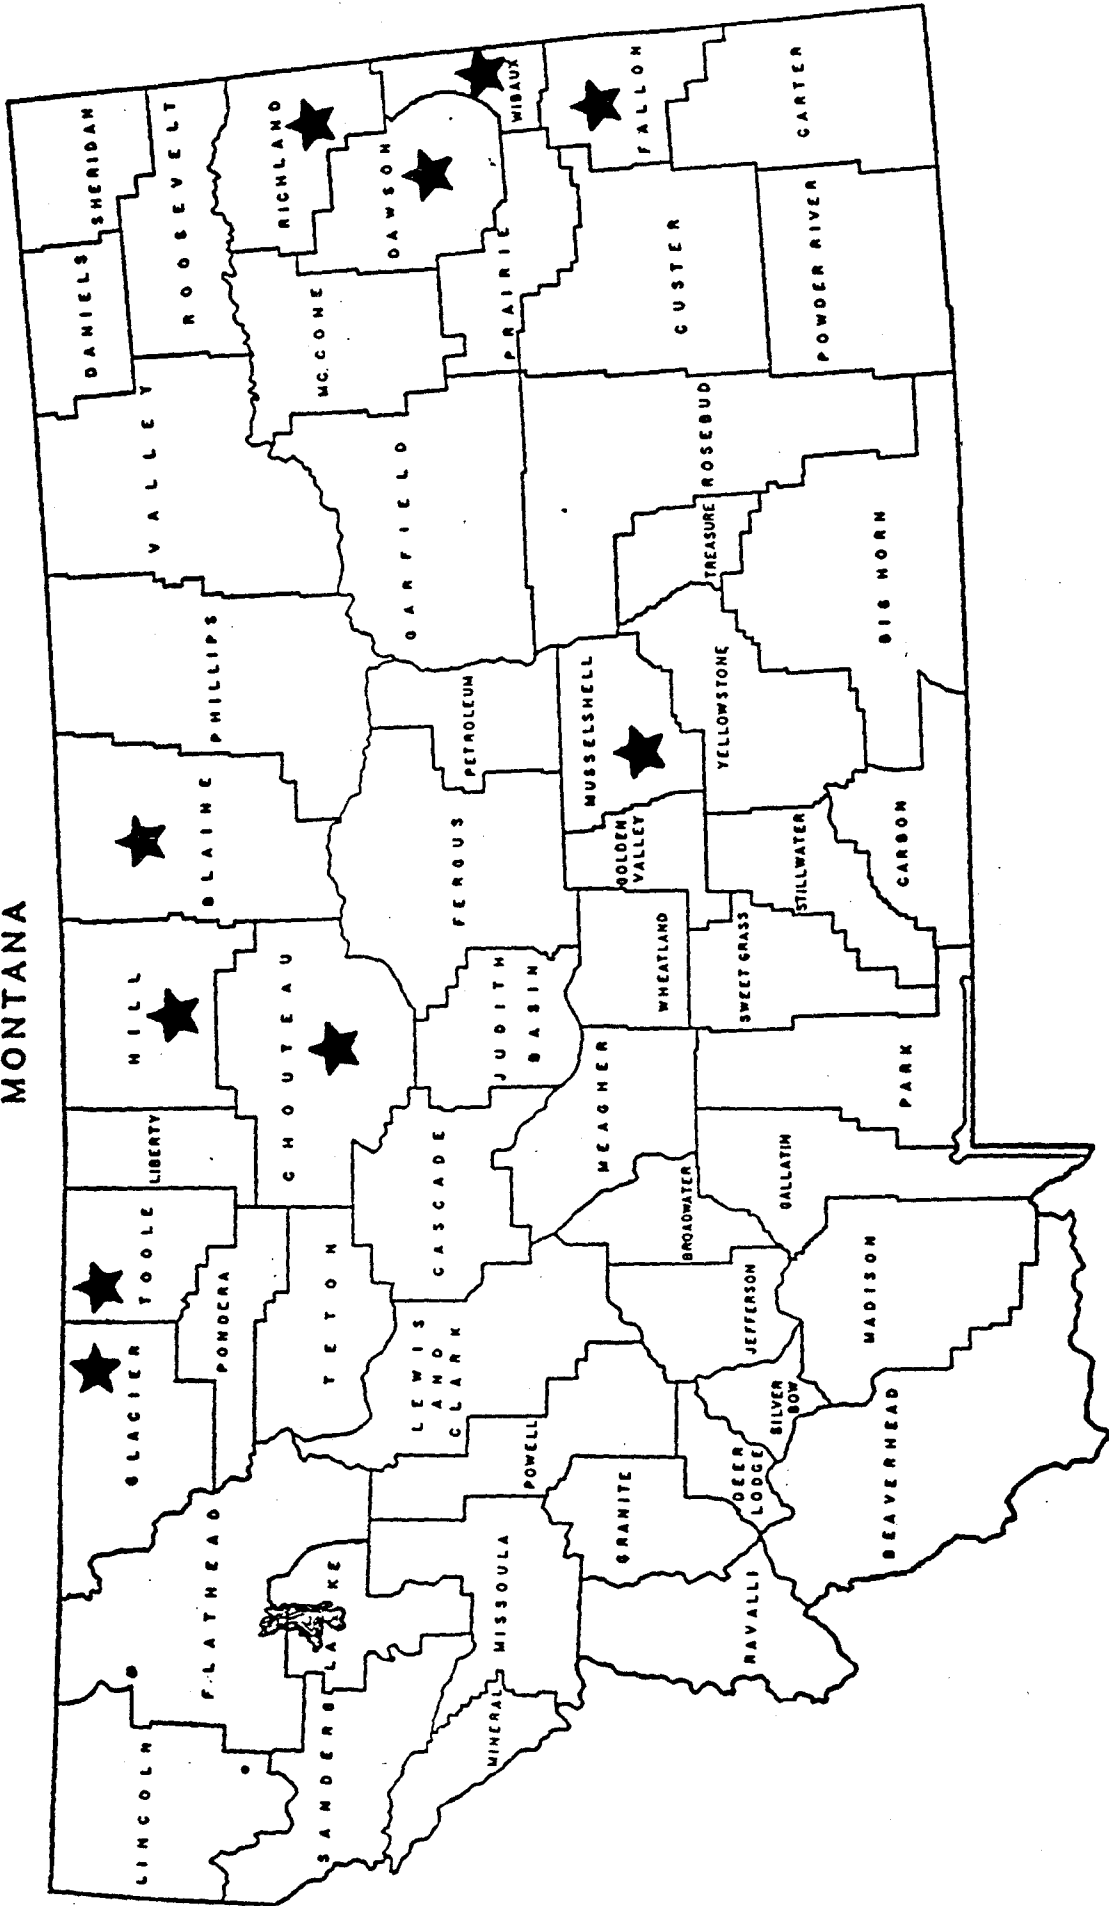 MONTANA
LINCOLN
FLATHEAD
GLACIER
TOOLE
LIBERTY
HILL
BLAINE
PHILLIPS
VALLEY
DANIELS
SHERIDAN
ROOSEVELT
PONDERA
TETON
CHOUTEAU
RICHLAND
MC.CONE
DAWSON
WIBAUX
SANDERS
LAKE
LEWIS
AND
CLARK
CASCADE
JUDITH
BASIN
FERGUS
PETROLEUM
GARFIELD
PRAIRIE
FALLON
MINERAL
MISSOULA
POWELL
MEAGHER
WHEATLAND
GOLDEN
VALLEY
MUSSELSHELL
ROSEBUD
TREASURE
CUSTER
GRANITE
BROADWATER
YELLOWSTONE
RAVALLI
DEER
LODGE
SILVER
BOW
JEFFERSON
GALLATIN
SWEET GRASS
STILLWATER
POWDER RIVER
CARTER
BEAVERHEAD
MADISON
PARK
CARBON
BIG HORN